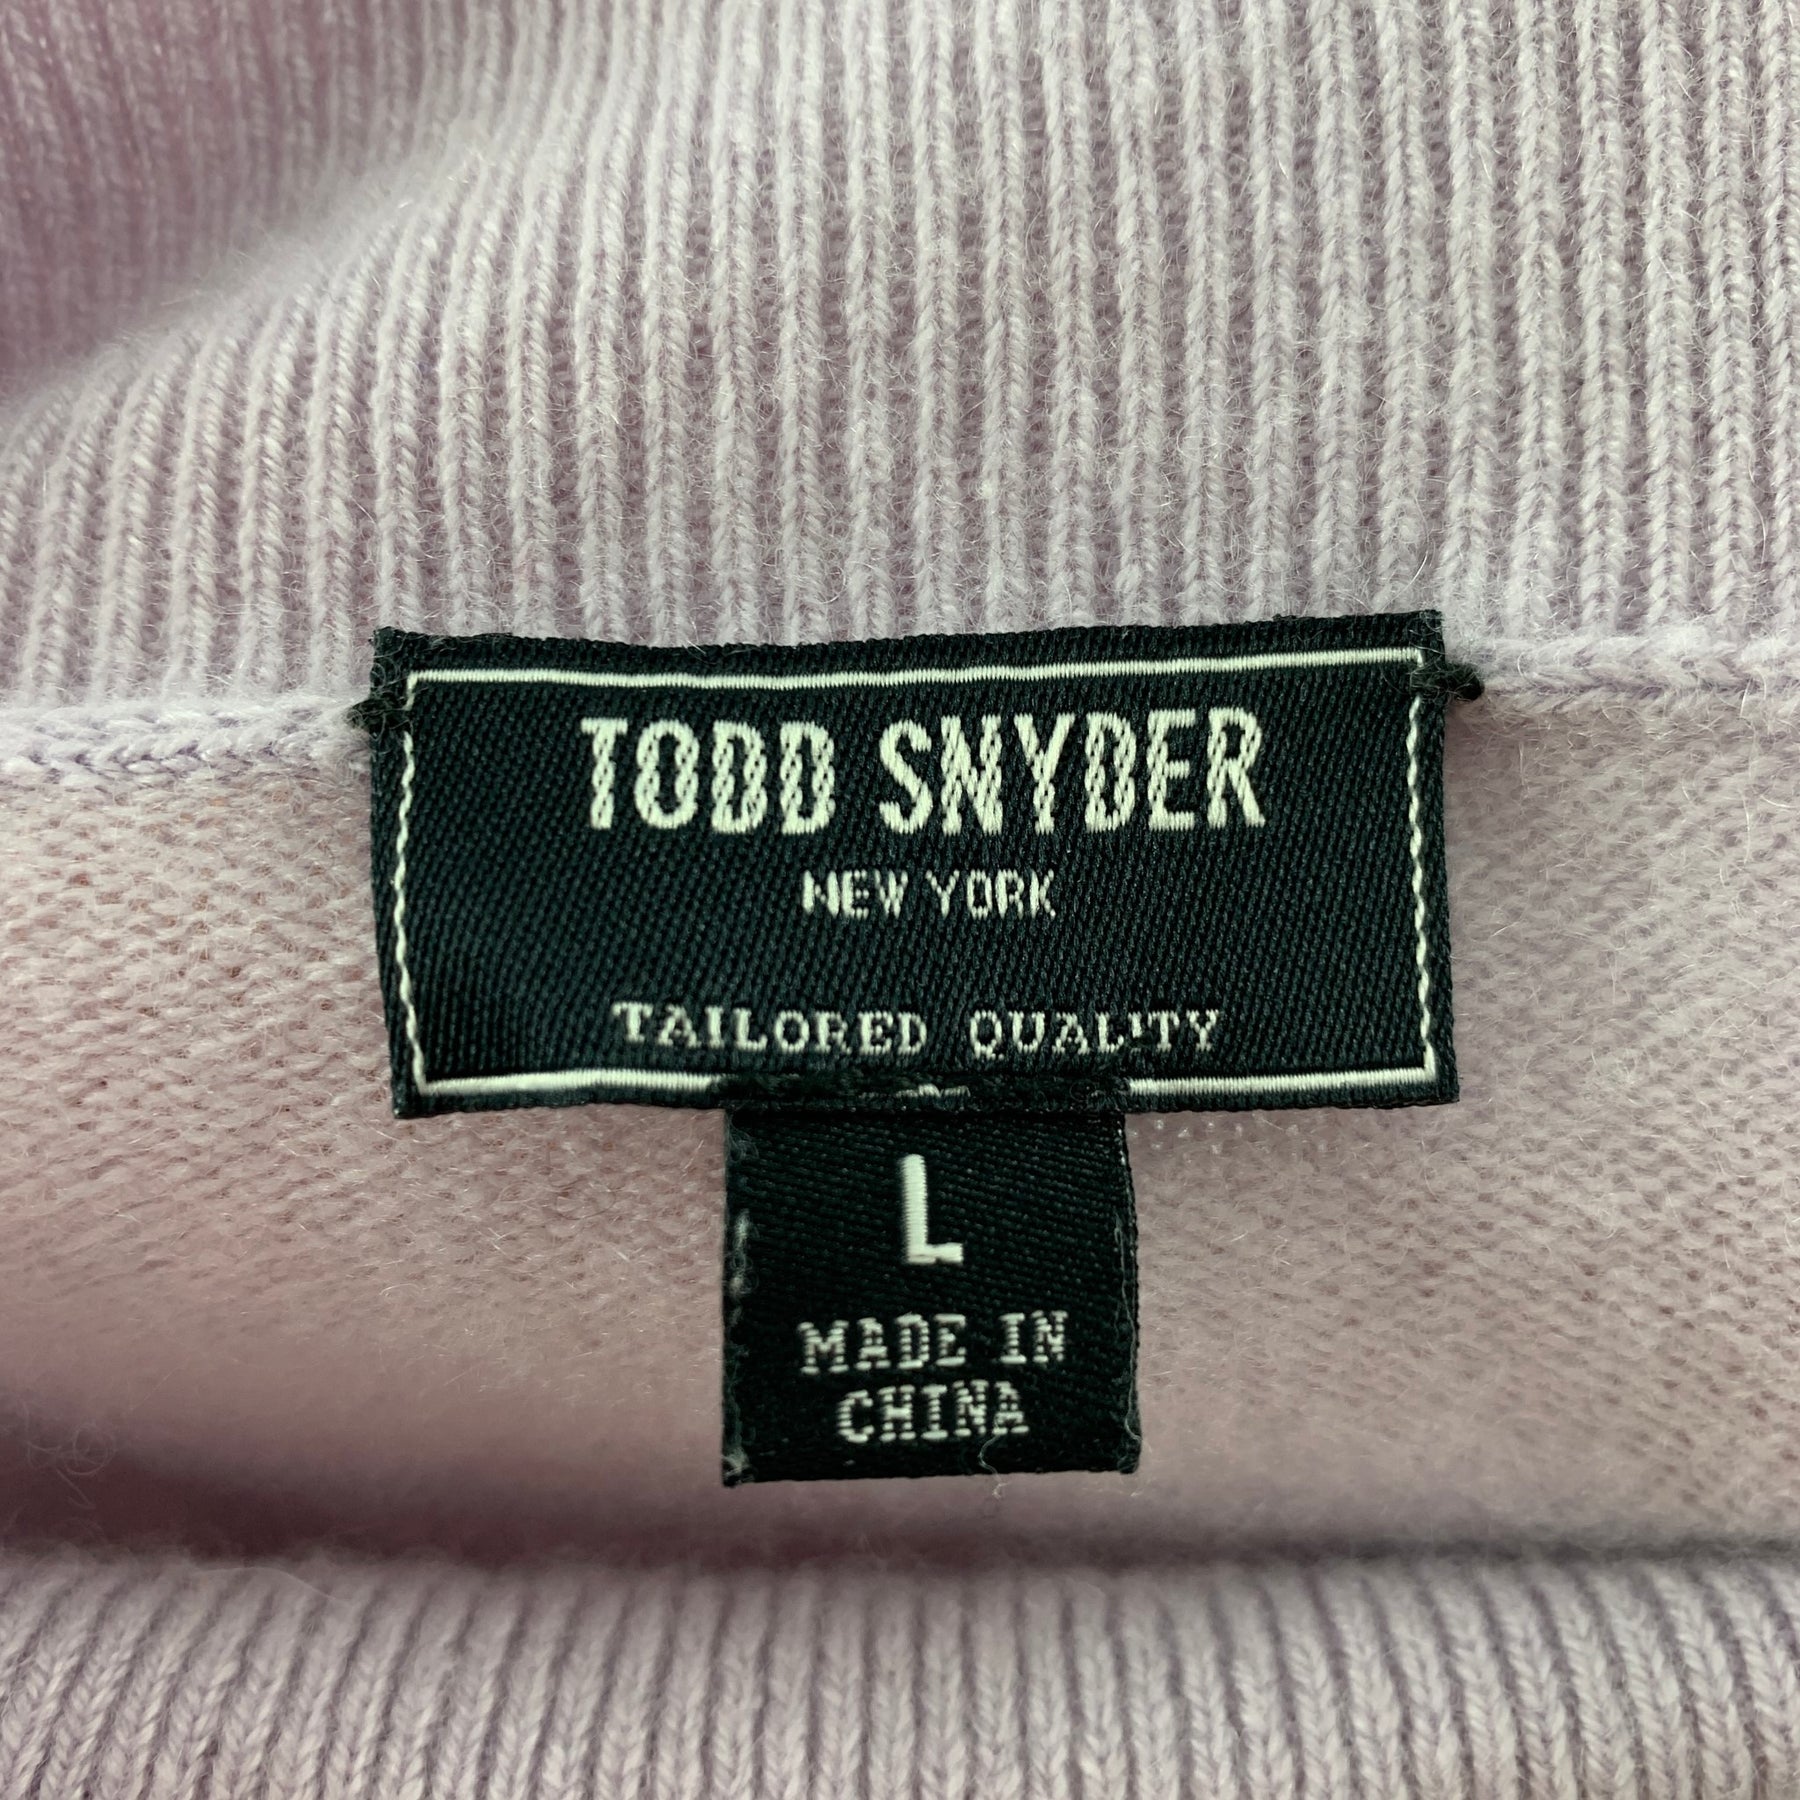 TODD SNYDER
NEW YORK
TAILORED QUALITY
L
MADE IN
CHINA